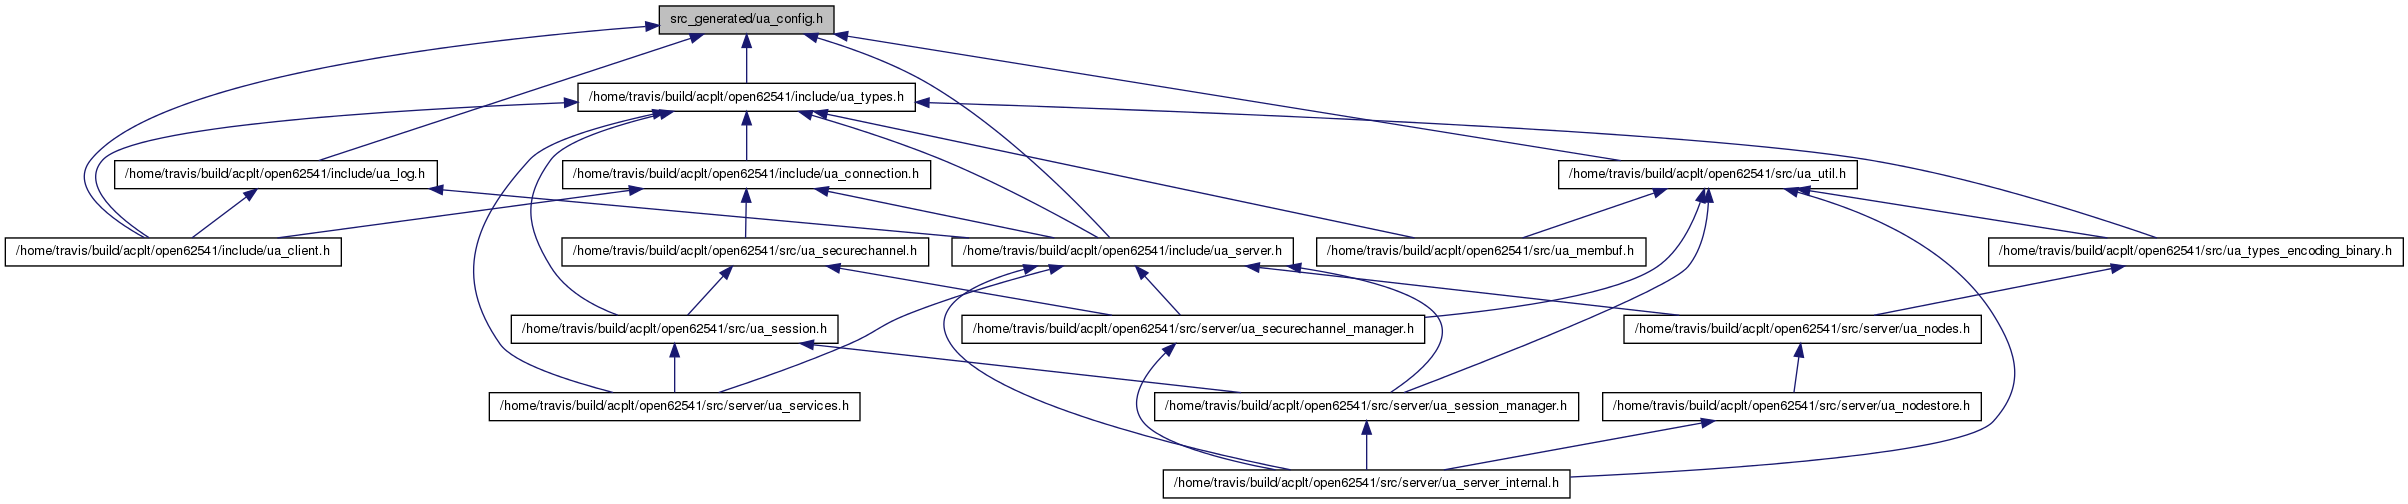 src_generated/ua_config.h
/home/travis/build/acplt/open62541/include/ua_types.h
/home/travis/build/acplt/open62541/include/ua_log.h
/home/travis/build/acplt/open62541/include/ua_connection.h
/home/travis/build/acplt/open62541/src/ua_util.h
/home/travis/build/acplt/open62541/include/ua_client.h
/home/travis/build/acplt/open62541/src/ua_securechannel.h
/home/travis/build/acplt/open62541/include/ua_server.h
/home/travis/build/acplt/open62541/src/ua_membuf.h
/home/travis/build/acplt/open62541/src/ua_types_encoding_binary.h
/home/travis/build/acplt/open62541/src/ua_session.h
/home/travis/build/acplt/open62541/src/server/ua_securechannel_manager.h
/home/travis/build/acplt/open62541/src/server/ua_nodes.h
/home/travis/build/acplt/open62541/src/server/ua_services.h
/home/travis/build/acplt/open62541/src/server/ua_session_manager.h
/home/travis/build/acplt/open62541/src/server/ua_nodestore.h
/home/travis/build/acplt/open62541/src/server/ua_server_internal.h